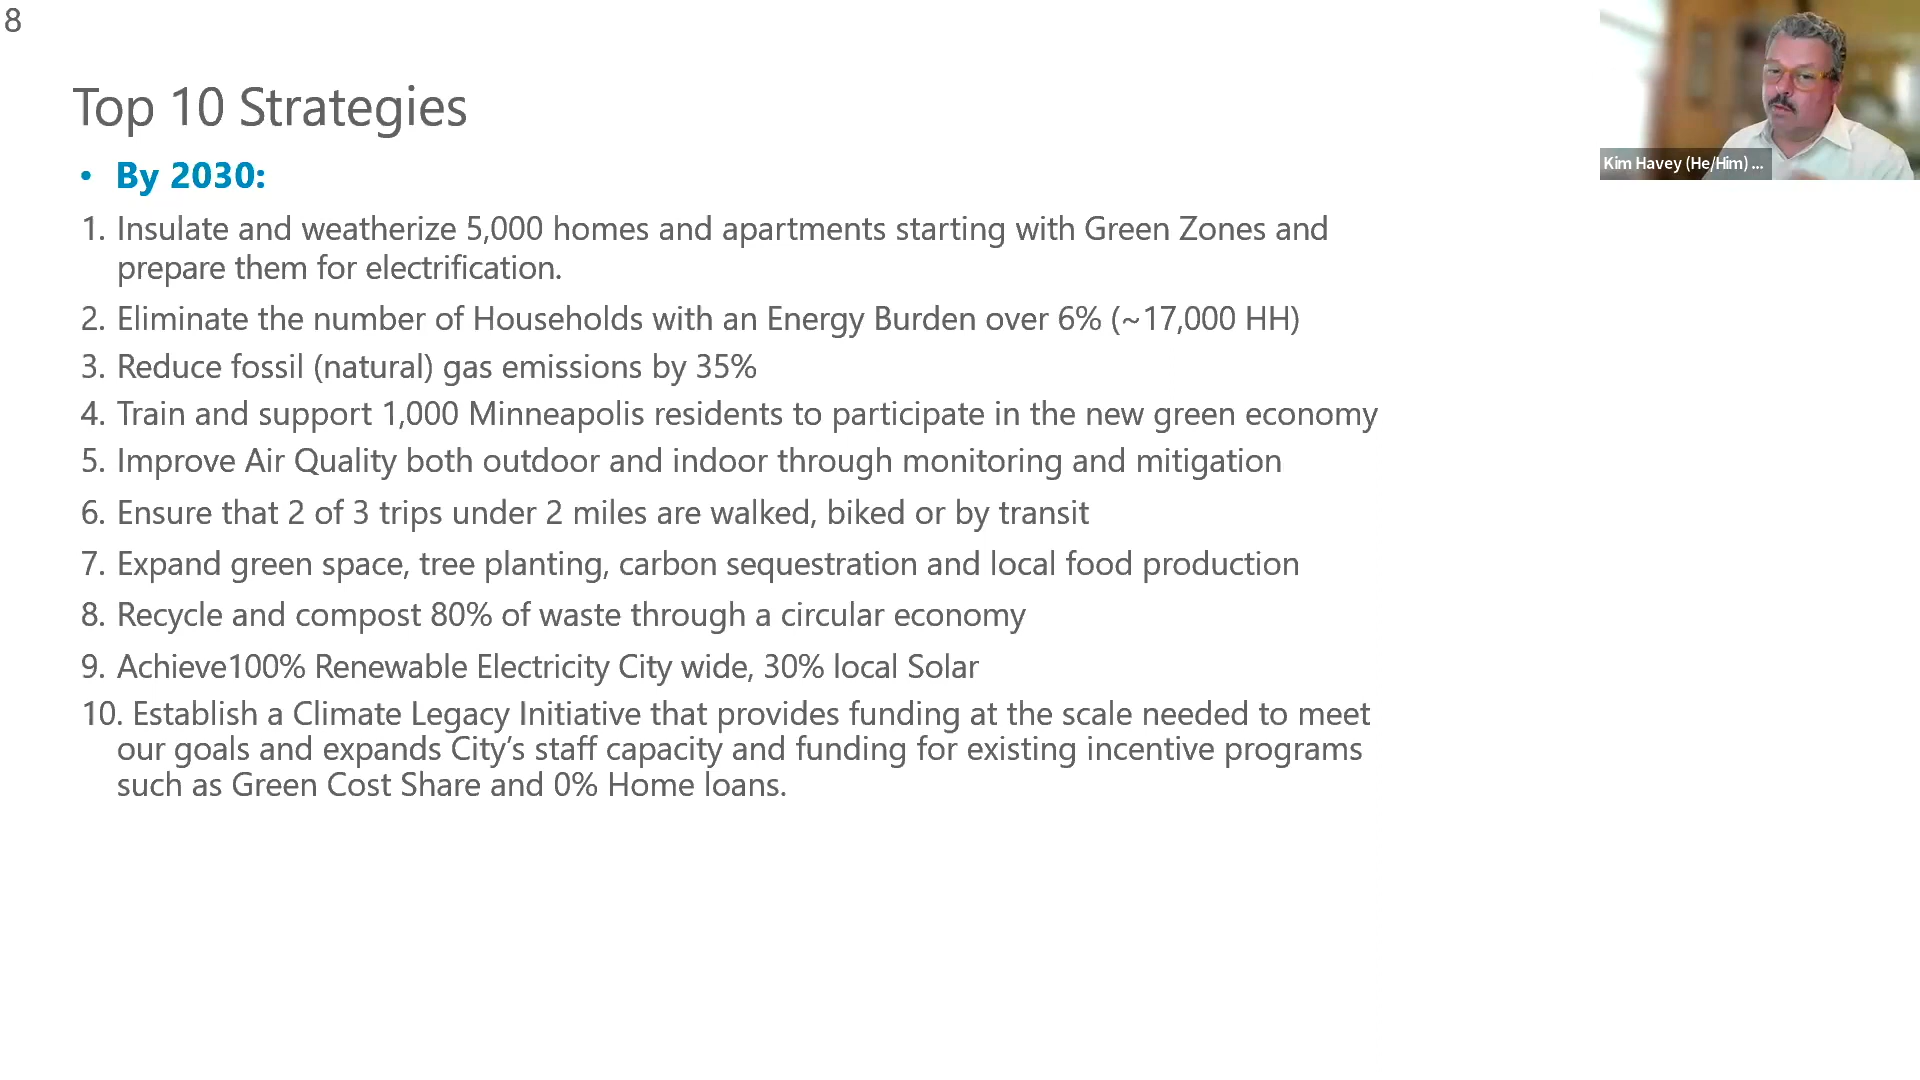 8
Top 10 Strategies
• By 2030:
1. Insulate and weatherize 5,000 homes and apartments starting with Green Zones and
prepare them for electrification.
2. Eliminate the number of Households with an Energy Burden over 6% (~17,000 HH)
3. Reduce fossil (natural) gas emissions by 35%
4. Train and support 1,000 Minneapolis residents to participate in the new green economy
5. Improve Air Quality both outdoor and indoor through monitoring and mitigation
6. Ensure that 2 of 3 trips under 2 miles are walked, biked or by transit
7. Expand green space, tree planting, carbon sequestration and local food production
8. Recycle and compost 80% of waste through a circular economy
9. Achieve100% Renewable Electricity City wide, 30% local Solar
10. Establish a Climate Legacy Initiative that provides funding at the scale needed to meet
our goals and expands City’s staff capacity and funding for existing incentive programs
such as Green Cost Share and 0% Home loans.
Kim Havey (He/Him) ...